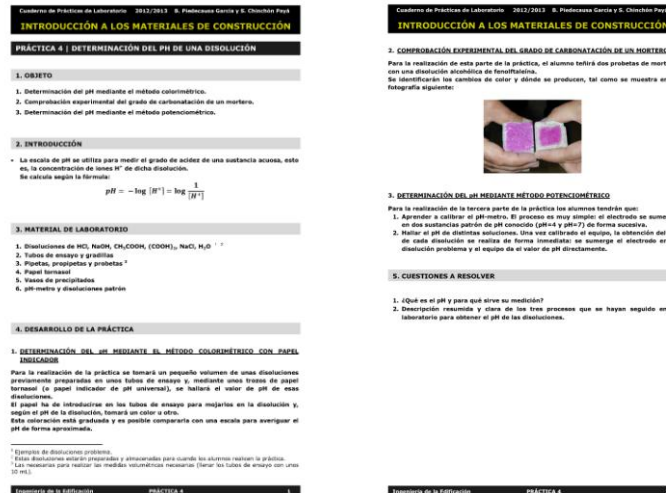 Cuaderno de Prácticas de Laboratorio 2012/2013 B. Piedecausa García y S. Chinchón Payá
INTRODUCCIÓN A LOS MATERIALES DE CONSTRUCCIÓN
PRÁCTICA 4 | DETERMINACIÓN DEL PH DE UNA DISOLUCIÓN
1. OBJETO
1. Determinación del pH mediante el método colorimétrico.
2. Comprobación experimental del grado de carbonatación de un mortero.
3. Determinación del pH mediante el método potenciométrico.
2. INTRODUCCIÓN
• La escala de pH se utiliza para medir el grado de acidez de una sustancia acuosa, esto
es, la concentración de iones H⁺ de dicha disolución.
Se calcula según la fórmula:
pH = − log [H⁺] = log 1/[H⁺]
3. MATERIAL DE LABORATORIO
1. Disoluciones de HCl, NaOH, CH₃COOH, (COOH)₂, NaCl, H₂O ¹ ²
2. Tubos de ensayo y gradillas
3. Pipetas, propipetas y probetas ³
4. Papel tornasol
5. Vasos de precipitados
6. pH-metro y disoluciones patrón
4. DESARROLLO DE LA PRÁCTICA
1. DETERMINACIÓN DEL pH MEDIANTE EL MÉTODO COLORIMÉTRICO CON PAPEL
INDICADOR
Para la realización de la práctica se tomará un pequeño volumen de unas disoluciones
previamente preparadas en unos tubos de ensayo y, mediante unos trozos de papel
tornasol (o papel indicador de pH universal), se hallará el valor de pH de esas
disoluciones.
El papel ha de introducirse en los tubos de ensayo para mojarlos en la disolución y,
según el pH de la disolución, tomará un color u otro.
Esta coloración está graduada y es posible compararla con una escala para averiguar el
pH de forma aproximada.
¹ Ejemplos de disoluciones problema.
² Estas disoluciones estarán preparadas y almacenadas para cuando los alumnos realicen la práctica.
³ Las necesarias para realizar las medidas volumétricas necesarias (llenar los tubos de ensayo con unos
10 mL).
Ingeniería de la Edificación PRÁCTICA 4 1
Cuaderno de Prácticas de Laboratorio 2012/2013 B. Piedecausa García y S. Chinchón Payá
INTRODUCCIÓN A LOS MATERIALES DE CONSTRUCCIÓN
2. COMPROBACIÓN EXPERIMENTAL DEL GRADO DE CARBONATACIÓN DE UN MORTERO
Para la realización de esta parte de la práctica, el alumno teñirá dos probetas de mort
con una disolución alcohólica de fenolftaleína.
Se identificarán los cambios de color y dónde se producen, tal como se muestra en
fotografía siguiente:
3. DETERMINACIÓN DEL pH MEDIANTE MÉTODO POTENCIOMÉTRICO
Para la realización de la tercera parte de la práctica los alumnos tendrán que:
1. Aprender a calibrar el pH-metro. El proceso es muy simple: el electrodo se sume
en dos sustancias patrón de pH conocido (pH=4 y pH=7) de forma sucesiva.
2. Hallar el pH de distintas soluciones. Una vez calibrado el equipo, la obtención del
de cada disolución se realiza de forma inmediata: se sumerge el electrodo en
disolución problema y el equipo da el valor de pH directamente.
5. CUESTIONES A RESOLVER
1. ¿Qué es el pH y para qué sirve su medición?
2. Descripción resumida y clara de los tres procesos que se hayan seguido en
laboratorio para obtener el pH de las disoluciones.
Ingeniería de la Edificación PRÁCTICA 4